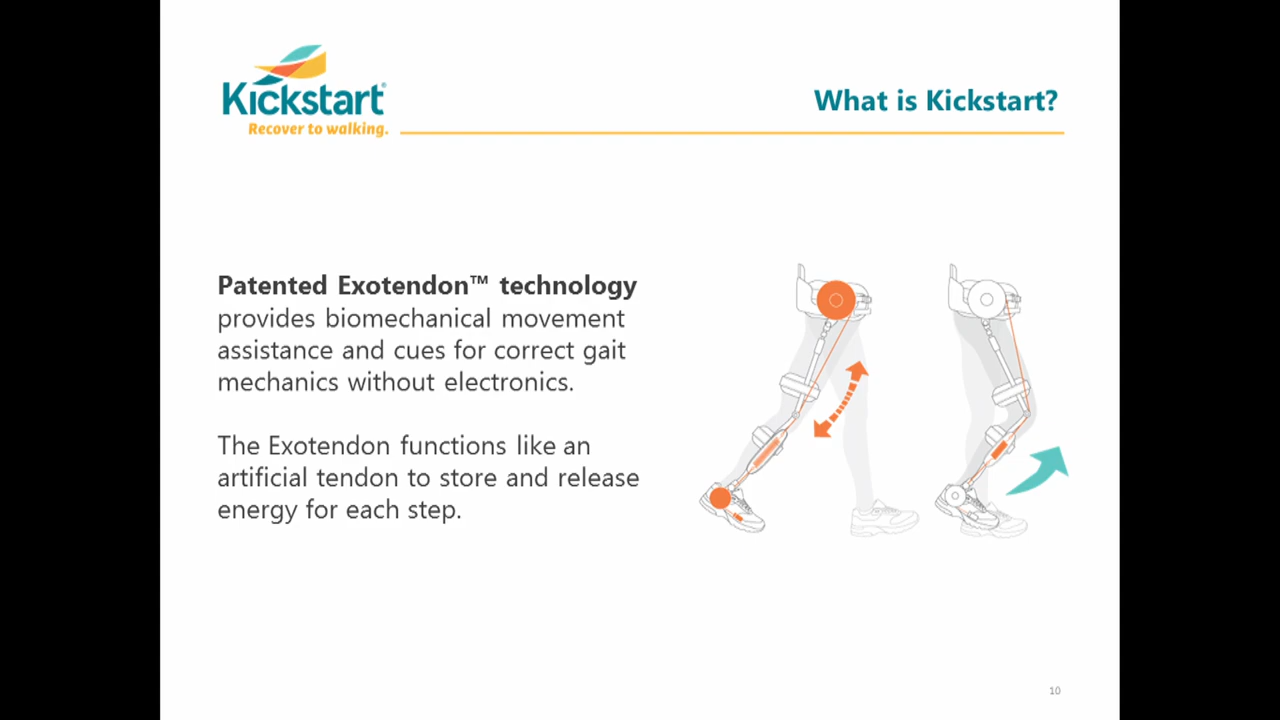 Kickstart®
Recover to walking.
What is Kickstart?
Patented Exotendon™ technology
provides biomechanical movement
assistance and cues for correct gait
mechanics without electronics.
The Exotendon functions like an
artificial tendon to store and release
energy for each step.
10